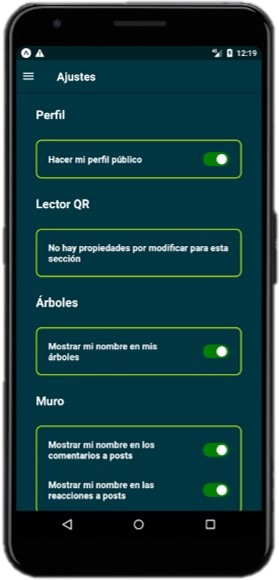 12:19
Ajustes
Perfil
Hacer mi perfil público
Lector QR
No hay propiedades por modificar para esta
sección
Árboles
Mostrar mi nombre en mis
árboles
Muro
Mostrar mi nombre en los
comentarios a posts
Mostrar mi nombre en las
reacciones a posts